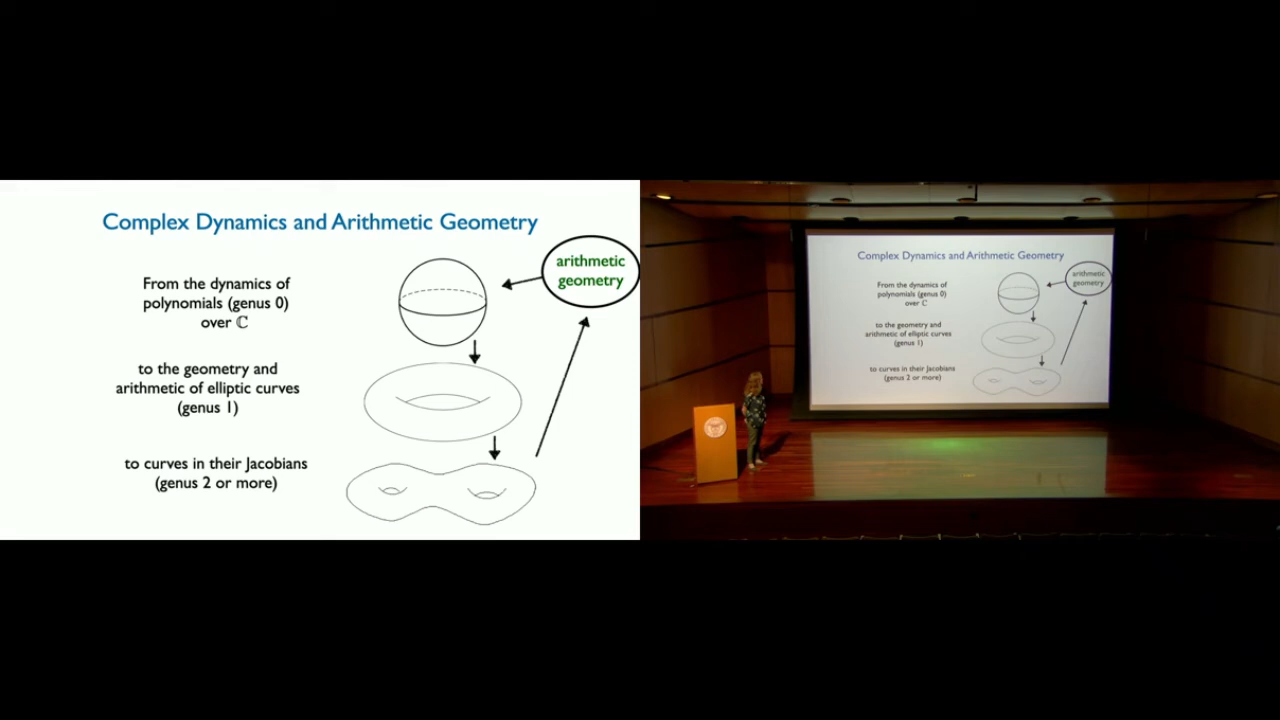 Complex Dynamics and Arithmetic Geometry
arithmetic
geometry
From the dynamics of
polynomials (genus 0)
over ℂ
to the geometry and
arithmetic of elliptic curves
(genus 1)
to curves in their Jacobians
(genus 2 or more)
Complex Dynamics and Arithmetic Geometry
arithmetic
geometry
From the dynamics of
polynomials (genus 0)
over ℂ
to the geometry and
arithmetic of elliptic curves
(genus 1)
to curves in their Jacobians
(genus 2 or more)